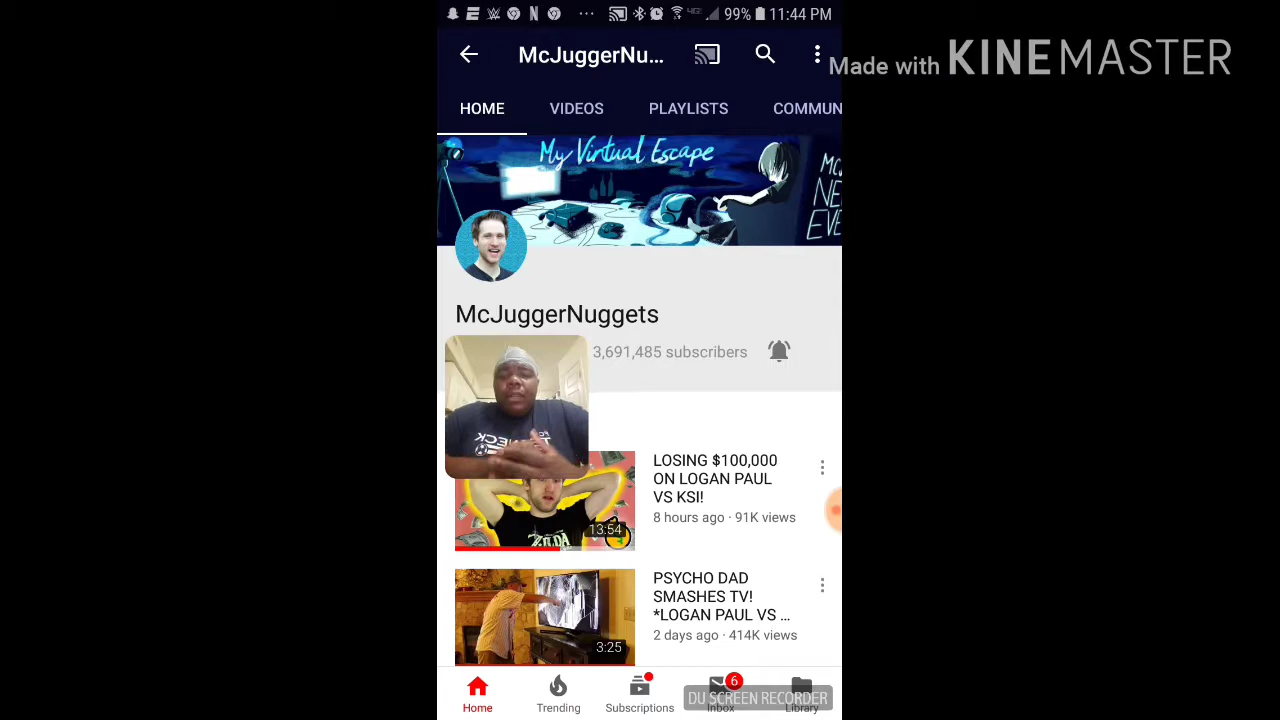 99% 11:44 PM
McJuggerNu...
Made with KINEMASTER
HOME VIDEOS PLAYLISTS COMMUN
My Virtual Escape
McJuggerNuggets
3,691,485 subscribers
LOSING $100,000
ON LOGAN PAUL
VS KSI!
8 hours ago · 91K views
13:54
PSYCHO DAD
SMASHES TV!
*LOGAN PAUL VS ...
2 days ago · 414K views
3:25
6
DU SCREEN RECORDER
Home Trending Subscriptions Inbox Library